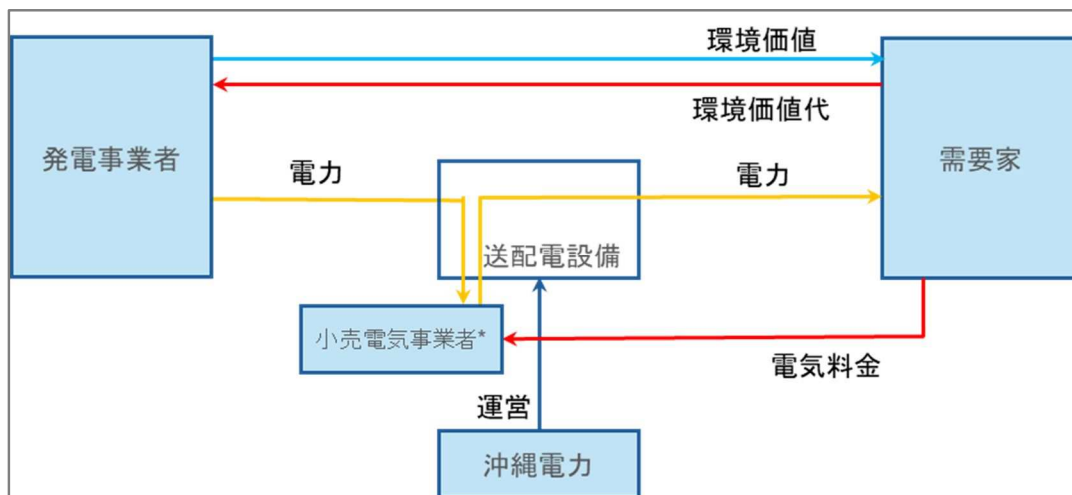 環境価値
環境価値代
発電事業者
需要家
電力
電力
送配電設備
小売電気事業者*
電気料金
運営
沖縄電力